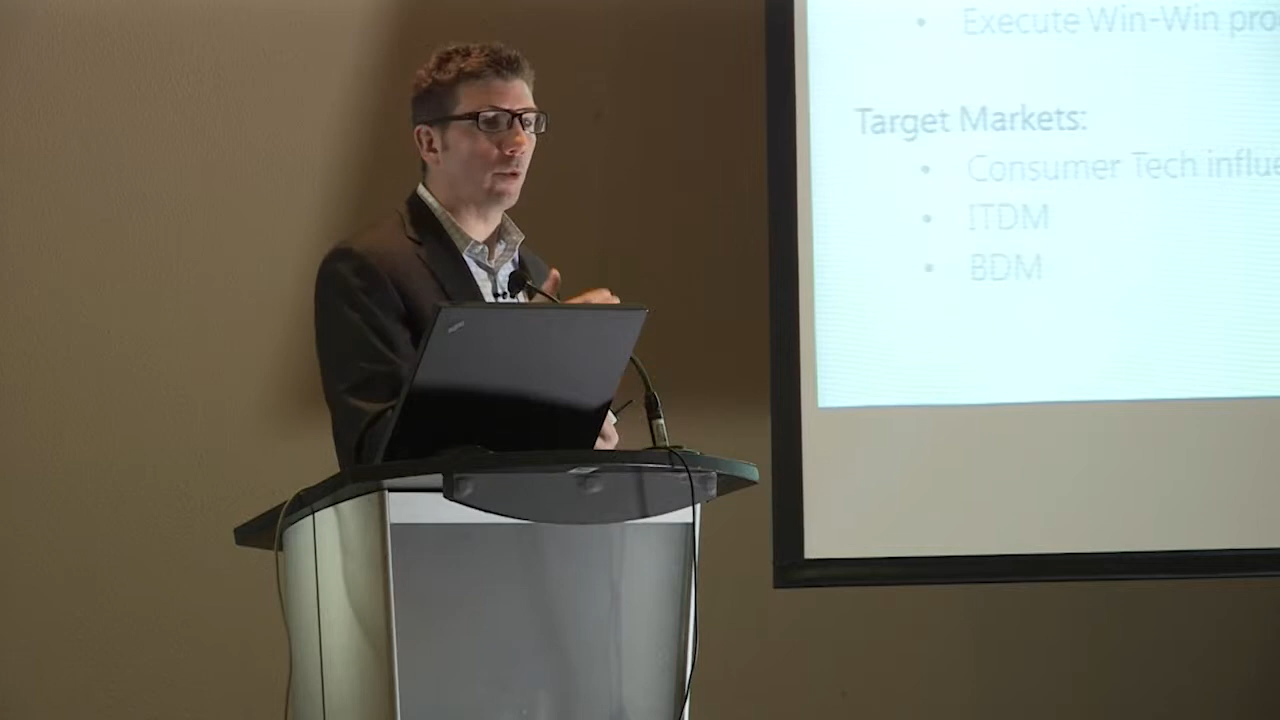 • Execute Win-Win pro
Target Markets:
• Consumer Tech influe
• ITDM
• BDM